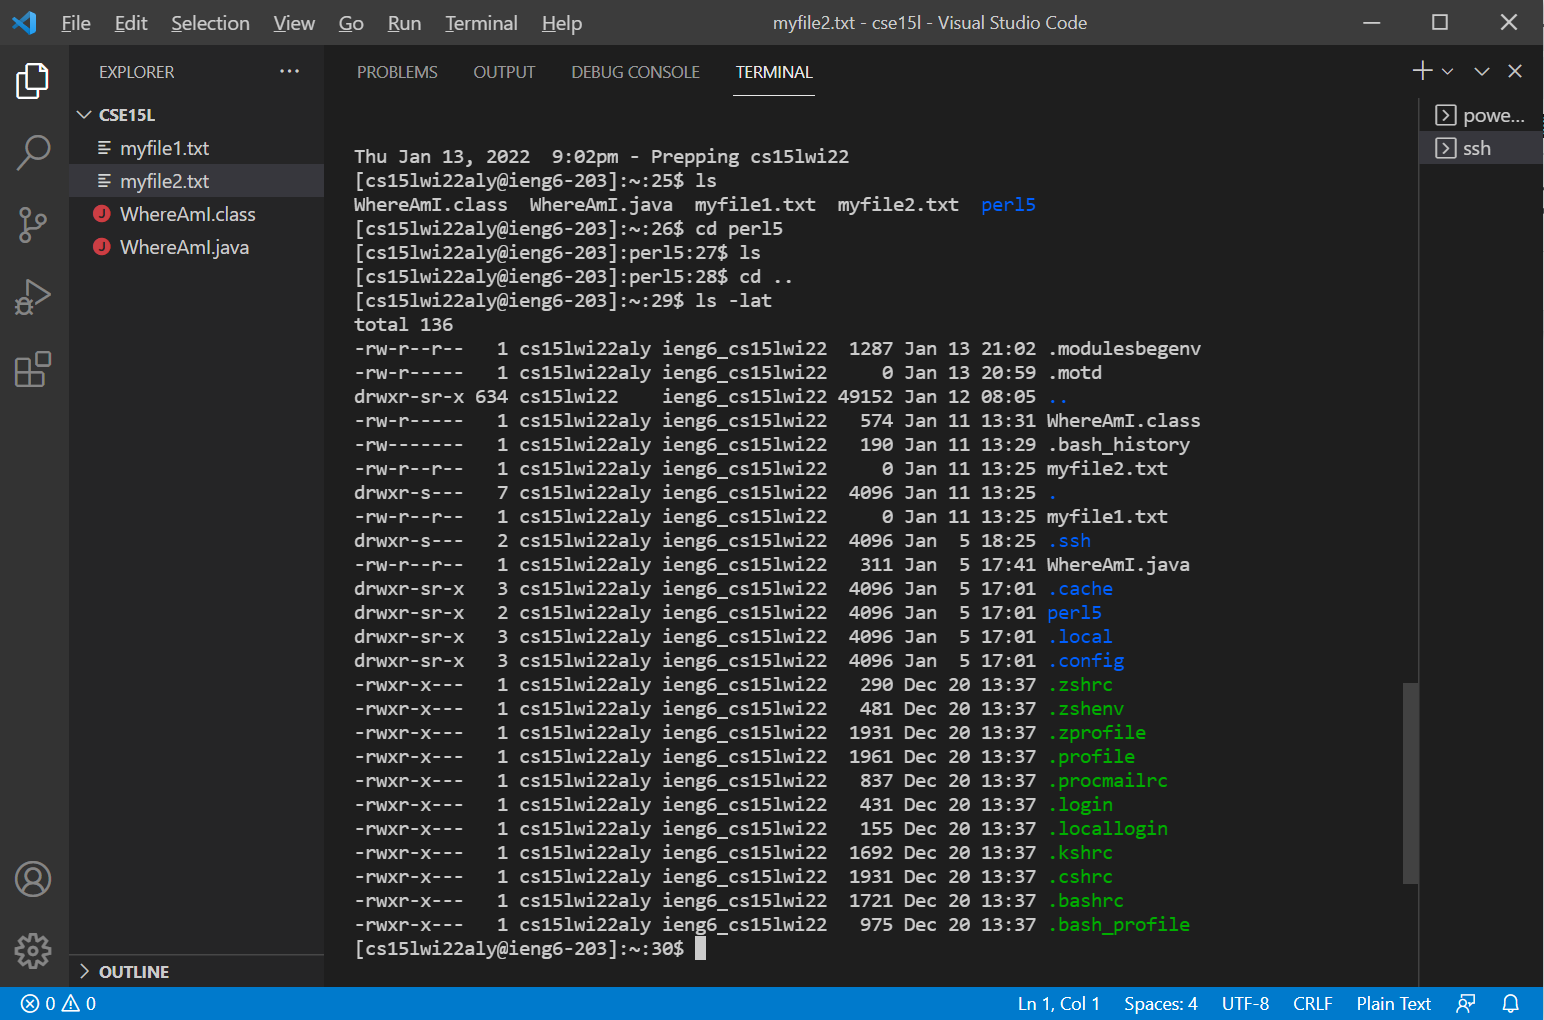 File Edit Selection View Go Run Terminal Help myfile2.txt - cse15l - Visual Studio Code
EXPLORER ···
CSE15L
myfile1.txt
myfile2.txt
WhereAmI.class
WhereAmI.java
OUTLINE
PROBLEMS OUTPUT DEBUG CONSOLE TERMINAL
powe...
ssh
Thu Jan 13, 2022  9:02pm - Prepping cs15lwi22
[cs15lwi22aly@ieng6-203]:~:25$ ls
WhereAmI.class  WhereAmI.java  myfile1.txt  myfile2.txt  perl5
[cs15lwi22aly@ieng6-203]:~:26$ cd perl5
[cs15lwi22aly@ieng6-203]:perl5:27$ ls
[cs15lwi22aly@ieng6-203]:perl5:28$ cd ..
[cs15lwi22aly@ieng6-203]:~:29$ ls -lat
total 136
-rw-r--r--   1 cs15lwi22aly ieng6_cs15lwi22  1287 Jan 13 21:02 .modulesbegenv
-rw-r-----   1 cs15lwi22aly ieng6_cs15lwi22     0 Jan 13 20:59 .motd
drwxr-sr-x 634 cs15lwi22    ieng6_cs15lwi22 49152 Jan 12 08:05 ..
-rw-r-----   1 cs15lwi22aly ieng6_cs15lwi22   574 Jan 11 13:31 WhereAmI.class
-rw-------   1 cs15lwi22aly ieng6_cs15lwi22   190 Jan 11 13:29 .bash_history
-rw-r--r--   1 cs15lwi22aly ieng6_cs15lwi22     0 Jan 11 13:25 myfile2.txt
drwxr-s---   7 cs15lwi22aly ieng6_cs15lwi22  4096 Jan 11 13:25 .
-rw-r--r--   1 cs15lwi22aly ieng6_cs15lwi22     0 Jan 11 13:25 myfile1.txt
drwxr-s---   2 cs15lwi22aly ieng6_cs15lwi22  4096 Jan  5 18:25 .ssh
-rw-r--r--   1 cs15lwi22aly ieng6_cs15lwi22   311 Jan  5 17:41 WhereAmI.java
drwxr-sr-x   3 cs15lwi22aly ieng6_cs15lwi22  4096 Jan  5 17:01 .cache
drwxr-sr-x   2 cs15lwi22aly ieng6_cs15lwi22  4096 Jan  5 17:01 perl5
drwxr-sr-x   3 cs15lwi22aly ieng6_cs15lwi22  4096 Jan  5 17:01 .local
drwxr-sr-x   3 cs15lwi22aly ieng6_cs15lwi22  4096 Jan  5 17:01 .config
-rwxr-x---   1 cs15lwi22aly ieng6_cs15lwi22   290 Dec 20 13:37 .zshrc
-rwxr-x---   1 cs15lwi22aly ieng6_cs15lwi22   481 Dec 20 13:37 .zshenv
-rwxr-x---   1 cs15lwi22aly ieng6_cs15lwi22  1931 Dec 20 13:37 .zprofile
-rwxr-x---   1 cs15lwi22aly ieng6_cs15lwi22  1961 Dec 20 13:37 .profile
-rwxr-x---   1 cs15lwi22aly ieng6_cs15lwi22   837 Dec 20 13:37 .procmailrc
-rwxr-x---   1 cs15lwi22aly ieng6_cs15lwi22   431 Dec 20 13:37 .login
-rwxr-x---   1 cs15lwi22aly ieng6_cs15lwi22   155 Dec 20 13:37 .locallogin
-rwxr-x---   1 cs15lwi22aly ieng6_cs15lwi22  1692 Dec 20 13:37 .kshrc
-rwxr-x---   1 cs15lwi22aly ieng6_cs15lwi22  1931 Dec 20 13:37 .cshrc
-rwxr-x---   1 cs15lwi22aly ieng6_cs15lwi22  1721 Dec 20 13:37 .bashrc
-rwxr-x---   1 cs15lwi22aly ieng6_cs15lwi22   975 Dec 20 13:37 .bash_profile
[cs15lwi22aly@ieng6-203]:~:30$
0 0 Ln 1, Col 1 Spaces: 4 UTF-8 CRLF Plain Text